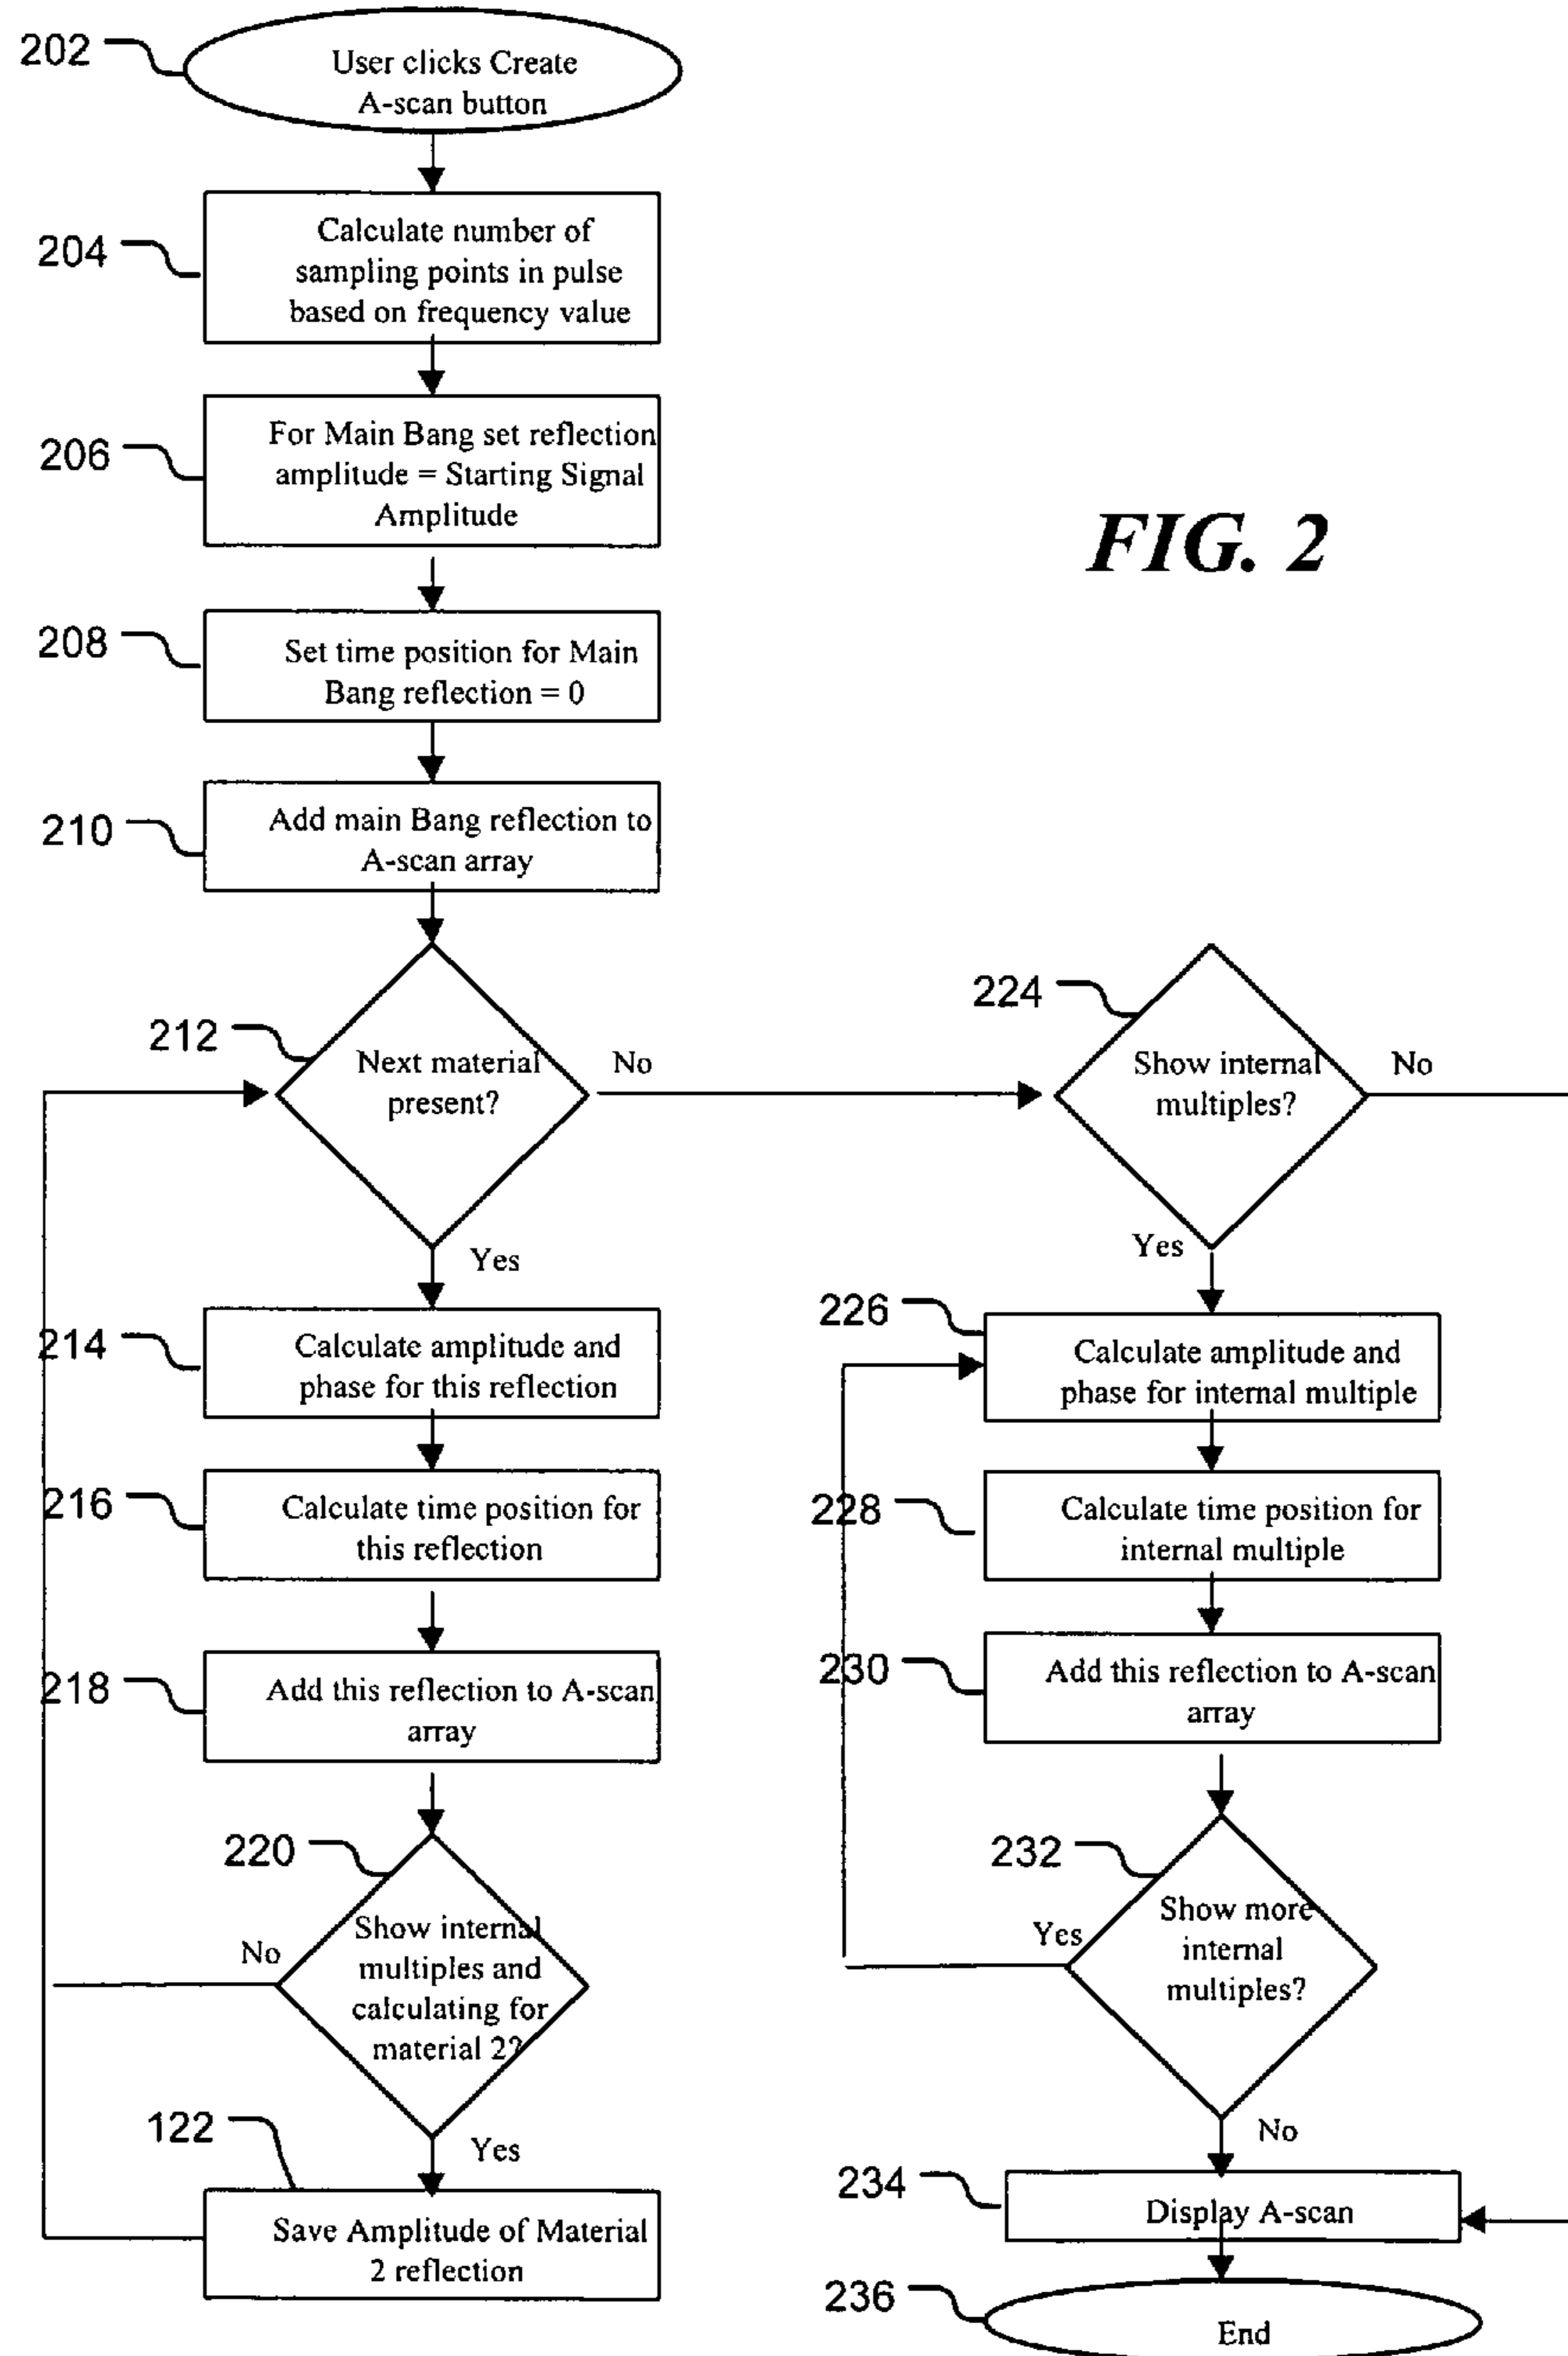 202
User clicks Create
A-scan button
204
Calculate number of
sampling points in pulse
based on frequency value
206
For Main Bang set reflection
amplitude = Starting Signal
Amplitude
FIG. 2
208
Set time position for Main
Bang reflection = 0
210
Add main Bang reflection to
A-scan array
212
Next material
present?
No
Yes
214
Calculate amplitude and
phase for this reflection
216
Calculate time position for
this reflection
218
Add this reflection to A-scan
array
220
Show internal
multiples and
calculating for
material 2?
No
Yes
122
Save Amplitude of Material
2 reflection
224
Show internal
multiples?
No
Yes
226
Calculate amplitude and
phase for internal multiple
228
Calculate time position for
internal multiple
230
Add this reflection to A-scan
array
232
Show more
internal
multiples?
Yes
No
234
Display A-scan
236
End